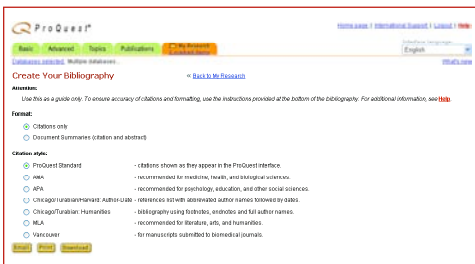 ProQuest
Home page | International Support | Logout | Help
Basic Advanced Topics Publications My Research
Interface language:
English
Databases selected: Multiple databases...
What's new
Create Your Bibliography
« Back to My Research
Attention:
Use this as a guide only. To ensure accuracy of citations and formatting, use the instructions provided at the bottom of the bibliography. For additional information, see Help.
Format:
Citations only
Document Summaries (citation and abstract)
Citation style:
ProQuest Standard - citations shown as they appear in the ProQuest interface.
AMA - recommended for medicine, health, and biological sciences.
APA - recommended for psychology, education, and other social sciences.
Chicago/Turabian/Harvard: Author-Date - references list with abbreviated author names followed by dates.
Chicago/Turabian: Humanities - bibliography using footnotes, endnotes and full author names.
MLA - recommended for literature, arts, and humanities.
Vancouver - for manuscripts submitted to biomedical journals.
Email Print Download